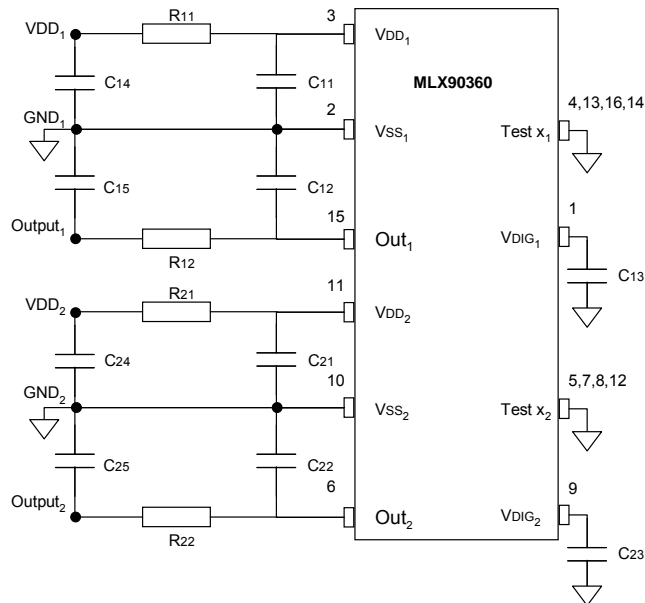 R11
3
VDD1
VDD1
C14
C11
MLX90360
4,13,16,14
2
GND1
VSS1
Test x1
C15
C12
1
15
Output1
Out1
VDIG1
R12
C13
R21
11
VDD2
VDD2
C24
C21
5,7,8,12
10
GND2
VSS2
Test x2
C25
C22
9
6
Output2
Out2
VDIG2
R22
C23